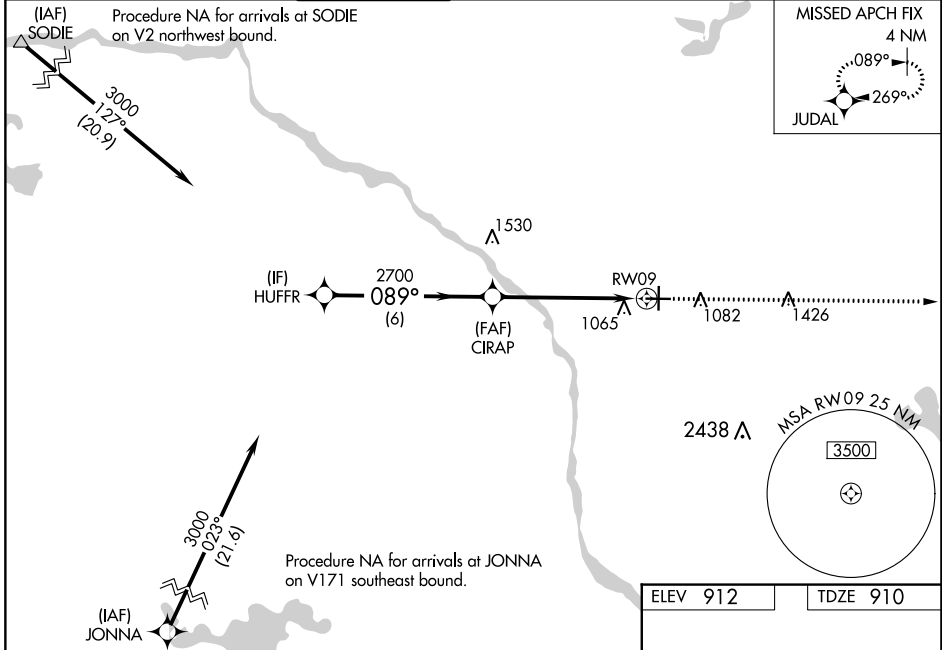 (IAF)
SODIE
Procedure NA for arrivals at SODIE
on V2 northwest bound.
MISSED APCH FIX
4 NM
089°
269°
JUDAL
3000
127°
(20.9)
1530
(IF)
HUFFR
2700
089°
(6)
(FAF)
CIRAP
RW09
1065
1082
1426
2438
MSA RW09 25 NM
3500
3000
023°
(21.6)
Procedure NA for arrivals at JONNA
on V171 southeast bound.
(IAF)
JONNA
ELEV 912
TDZE 910